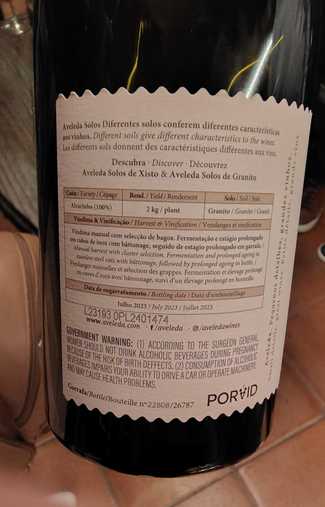 Aveleda Solos Diferentes solos conferem diferentes características
aos vinhos. Different soils give different characteristics to the wine.
Les différents sols donnent des caractéristiques différentes aux vins.
Descubra · Discover · Découvrez
Aveleda Solos de Xisto & Aveleda Solos de Granito
Casta / Variety / Cépage Rend. / Yield / Rendement Solo / Soil / Sol
Alvarinho (100%) 2 kg / plant Granito / Granite / Granit
Vindima & Vinificação / Harvest & Vinification / Vendanges et vinification
Vindima manual com selecção de bagos. Fermentação e estágio prolongado
em cubas de inox com bâtonnage, seguido de estágio prolongado em garrafa.
Manual harvest with cluster selection. Fermentation and prolonged ageing in
stainless steel vats with bâtonnage, followed by prolonged ageing in bottle.
Vendanges manuelles et sélection des grappes. Fermentation et élevage prolongé
en cuves d'inox avec bâtonnage, suivi d'un élevage prolongé en bouteille.
Data de engarrafamento / Bottling date / Date d'embouteillage
Julho 2023 / July 2023 / Juillet 2023
L23193 0PL2401474
www.aveleda.com · f/aveleda · @/aveledawines
GOVERNMENT WARNING: (1) ACCORDING TO THE SURGEON GENERAL,
WOMEN SHOULD NOT DRINK ALCOHOLIC BEVERAGES DURING PREGNANCY
BECAUSE OF THE RISK OF BIRTH DEFECTS. (2) CONSUMPTION OF ALCOHOLIC
BEVERAGES IMPAIRS YOUR ABILITY TO DRIVE A CAR OR OPERATE MACHINERY,
AND MAY CAUSE HEALTH PROBLEMS.
Garrafa/Bottle/Bouteille nº 22808/26787
PORVID